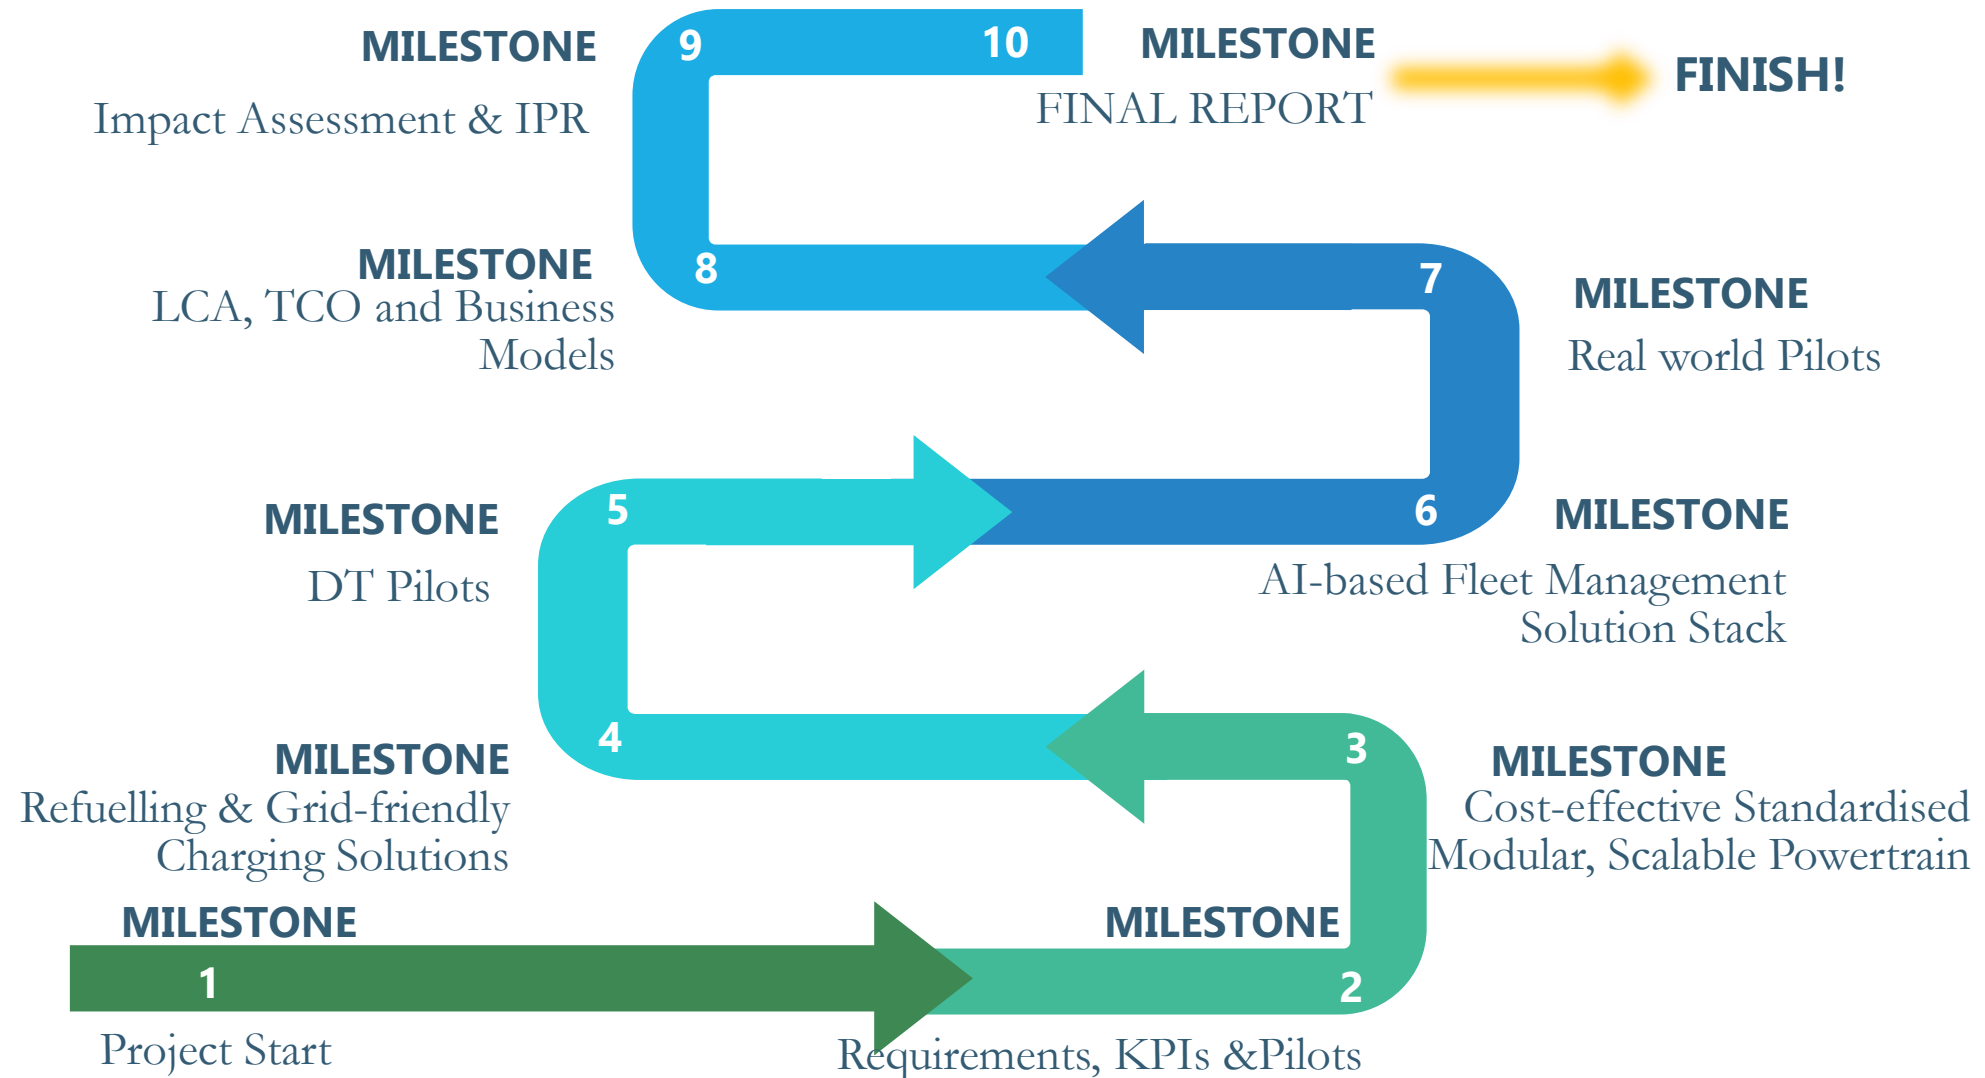 MILESTONE
9
10
MILESTONE
FINISH!
Impact Assessment & IPR
FINAL REPORT
MILESTONE
8
LCA, TCO and Business
Models
7
MILESTONE
Real world Pilots
MILESTONE
5
DT Pilots
6
MILESTONE
AI-based Fleet Management
Solution Stack
MILESTONE
4
Refuelling & Grid-friendly
Charging Solutions
3
MILESTONE
Cost-effective Standardised
Modular, Scalable Powertrain
MILESTONE
1
Project Start
MILESTONE
2
Requirements, KPIs &Pilots